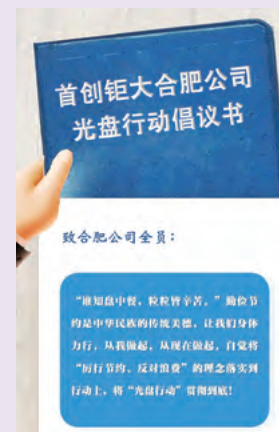 首创钜大合肥公司
光盘行动倡议书
致合肥公司全员：
“谁知盘中餐，粒粒皆辛苦。”勤俭节
约是中华民族的传统美德，让我们身体
力行，从我做起，从现在做起，自觉将
“厉行节约、反对浪费”的理念落实到
行动上，将“光盘行动”贯彻到底！